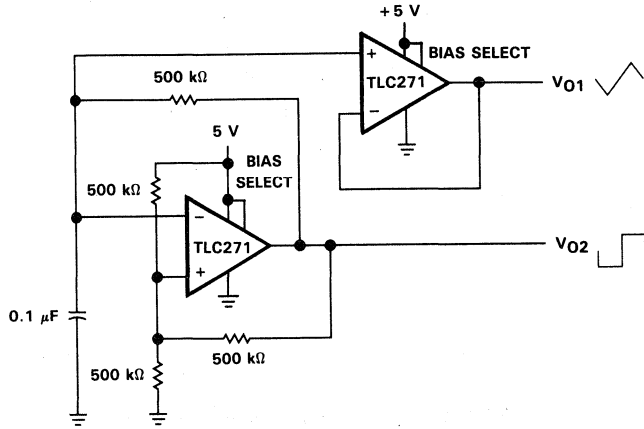 +5 V
BIAS SELECT
+
TLC271
−
500 kΩ
VO1
5 V
BIAS
SELECT
500 kΩ
−
TLC271
+
VO2
0.1 μF
500 kΩ
500 kΩ